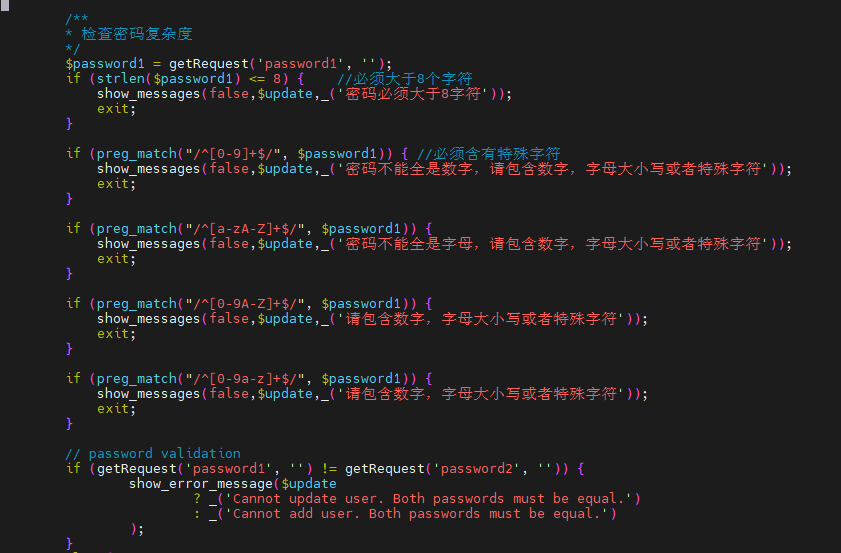 /**
* 检查密码复杂度
*/
$password1 = getRequest('password1', '');
if (strlen($password1) <= 8) {    //必须大于8个字符
    show_messages(false,$update,_('密码必须大于8字符'));
    exit;
}

if (preg_match("/^[0-9]+$/", $password1)) { //必须含有特殊字符
    show_messages(false,$update,_('密码不能全是数字，请包含数字，字母大小写或者特殊字符'));
    exit;
}

if (preg_match("/^[a-zA-Z]+$/", $password1)) {
    show_messages(false,$update,_('密码不能全是字母，请包含数字，字母大小写或者特殊字符'));
    exit;
}

if (preg_match("/^[0-9A-Z]+$/", $password1)) {
    show_messages(false,$update,_('请包含数字，字母大小写或者特殊字符'));
    exit;
}

if (preg_match("/^[0-9a-z]+$/", $password1)) {
    show_messages(false,$update,_('请包含数字，字母大小写或者特殊字符'));
    exit;
}

// password validation
if (getRequest('password1', '') != getRequest('password2', '')) {
        show_error_message($update
                ? _('Cannot update user. Both passwords must be equal.')
                : _('Cannot add user. Both passwords must be equal.')
        );
}